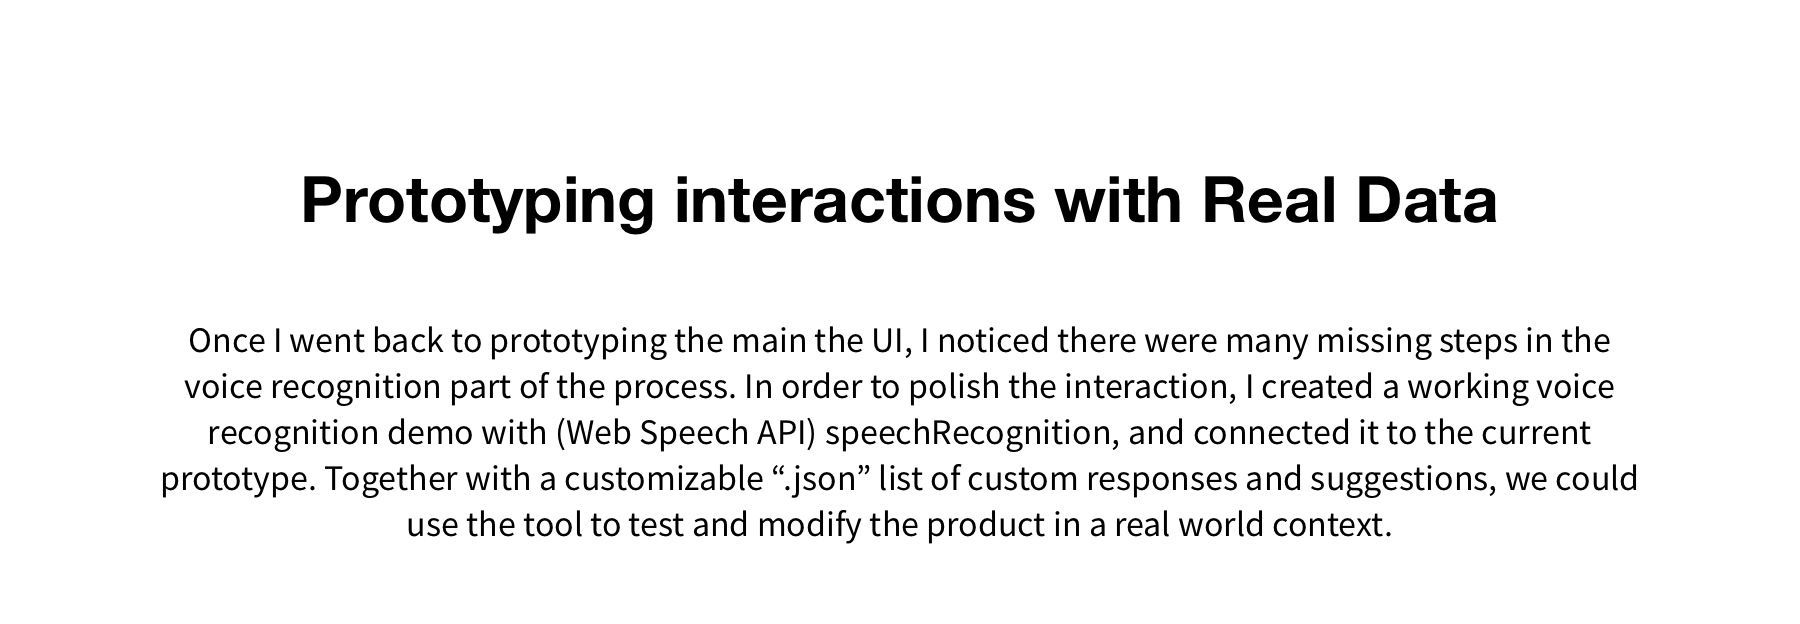 Prototyping interactions with Real Data
Once I went back to prototyping the main the UI, I noticed there were many missing steps in the
voice recognition part of the process. In order to polish the interaction, I created a working voice
recognition demo with (Web Speech API) speechRecognition, and connected it to the current
prototype. Together with a customizable “.json” list of custom responses and suggestions, we could
use the tool to test and modify the product in a real world context.